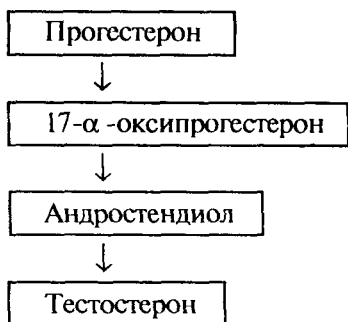 Прогестерон
17-α -оксипрогестерон
Андростендиол
Тестостерон